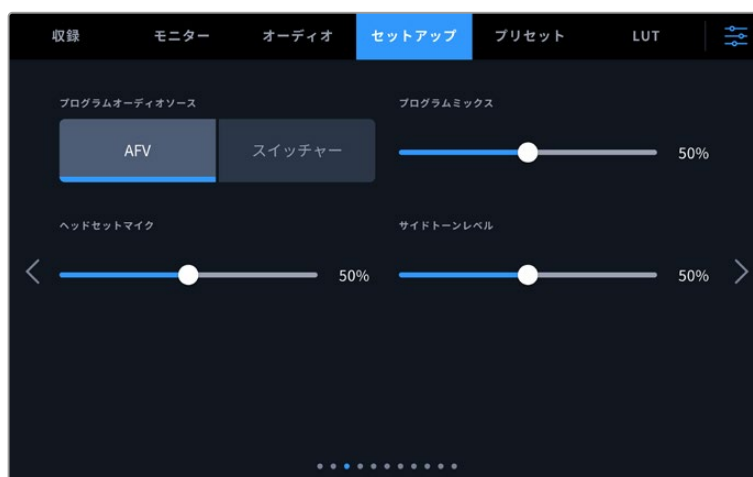 収録 モニター オーディオ セットアップ プリセット LUT
プログラムオーディオソース
AFV スイッチャー
プログラムミックス
50%
ヘッドセットマイク
50%
サイドトーンレベル
50%